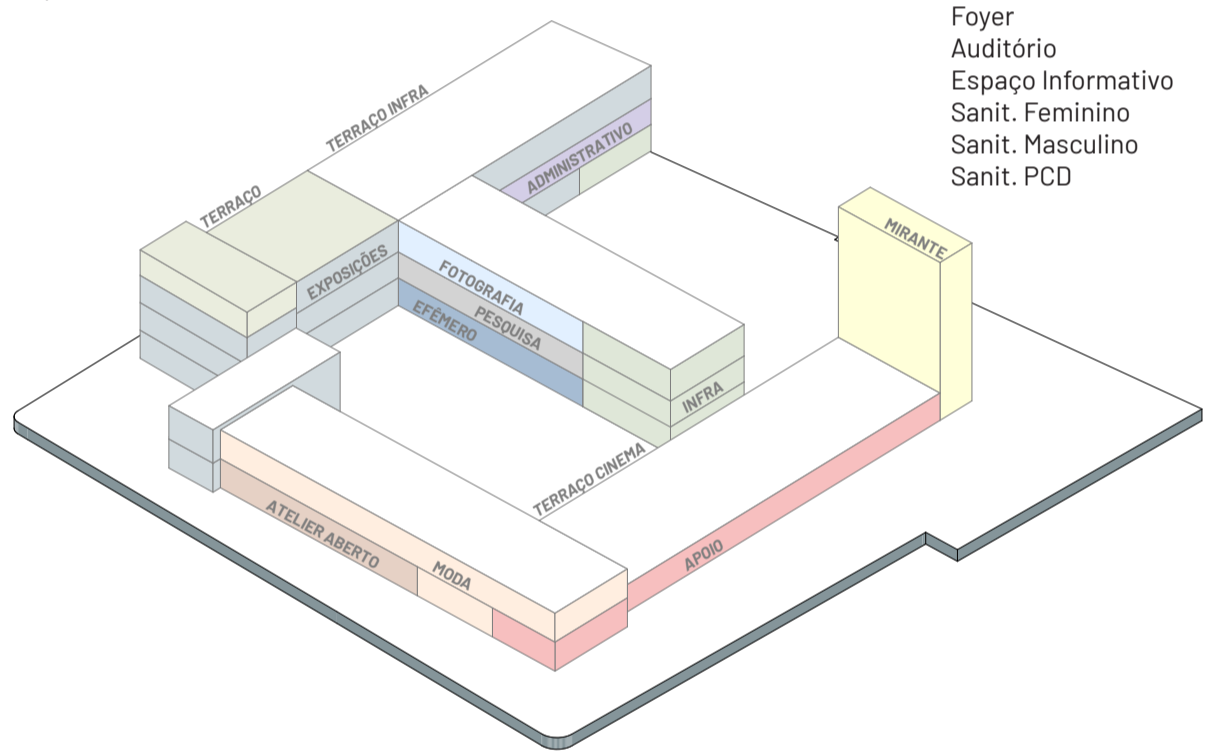 Foyer
Auditório
Espaço Informativo
Sanit. Feminino
Sanit. Masculino
Sanit. PCD
TERRAÇO INFRA
TERRAÇO
ADMINISTRATIVO
MIRANTE
EXPOSIÇÕES
FOTOGRAFIA
PESQUISA
EFÊMERO
INFRA
TERRAÇO CINEMA
ATELIER ABERTO
MODA
APOIO